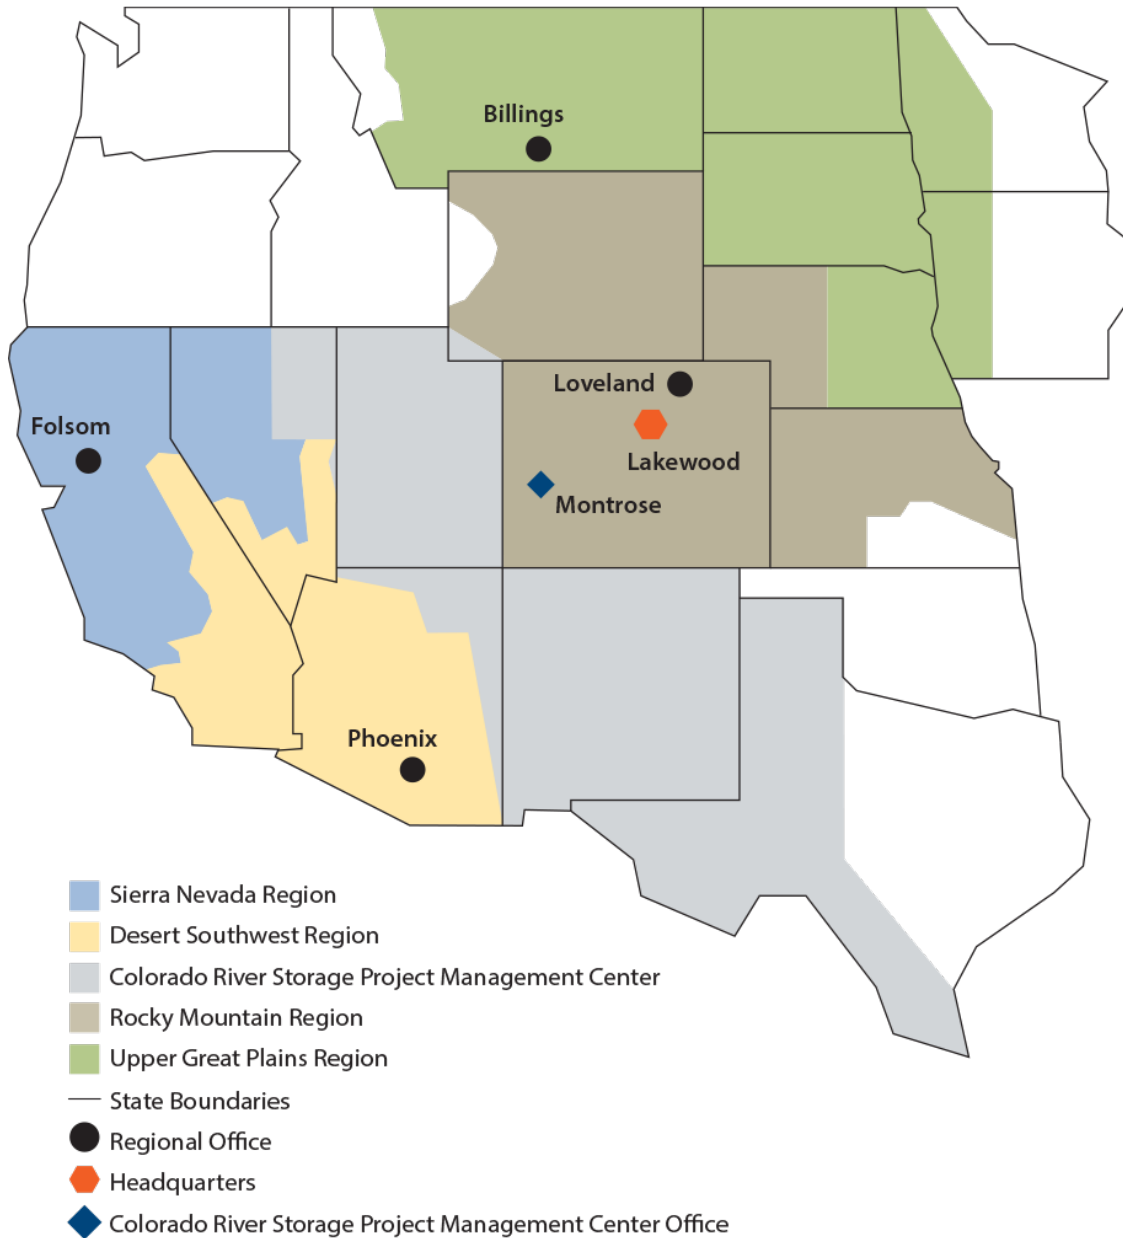 Billings
Loveland
Folsom
Lakewood
Montrose
Phoenix
Sierra Nevada Region
Desert Southwest Region
Colorado River Storage Project Management Center
Rocky Mountain Region
Upper Great Plains Region
State Boundaries
Regional Office
Headquarters
Colorado River Storage Project Management Center Office